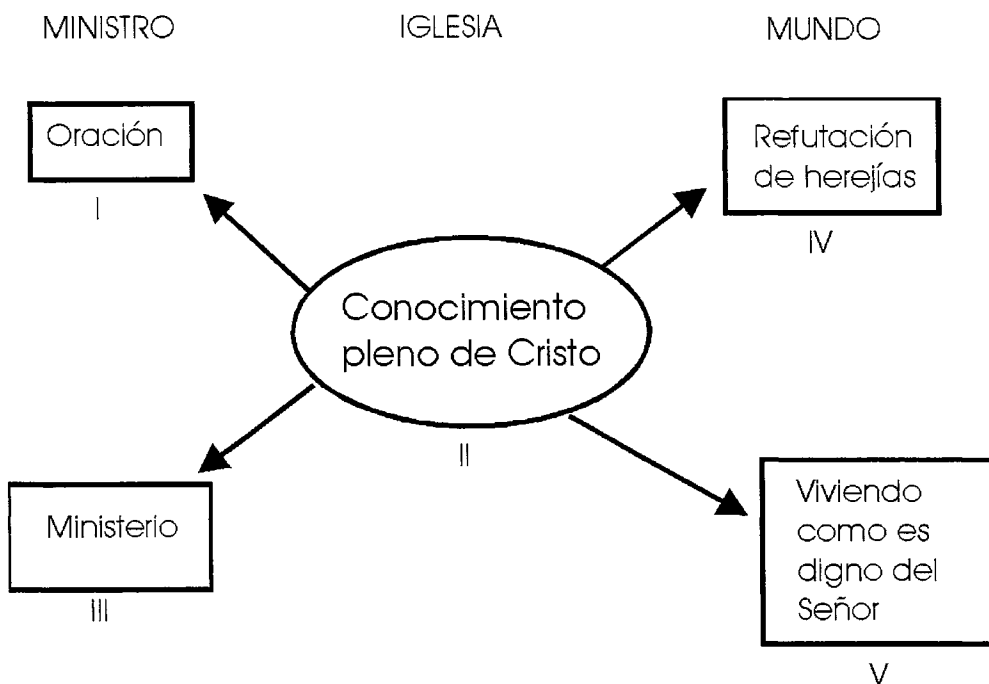 MINISTRO IGLESIA MUNDO
Oración
I
Refutación
de herejías
IV
Conocimiento
pleno de Cristo
II
Ministerio
III
Viviendo
como es
digno del
Señor
V